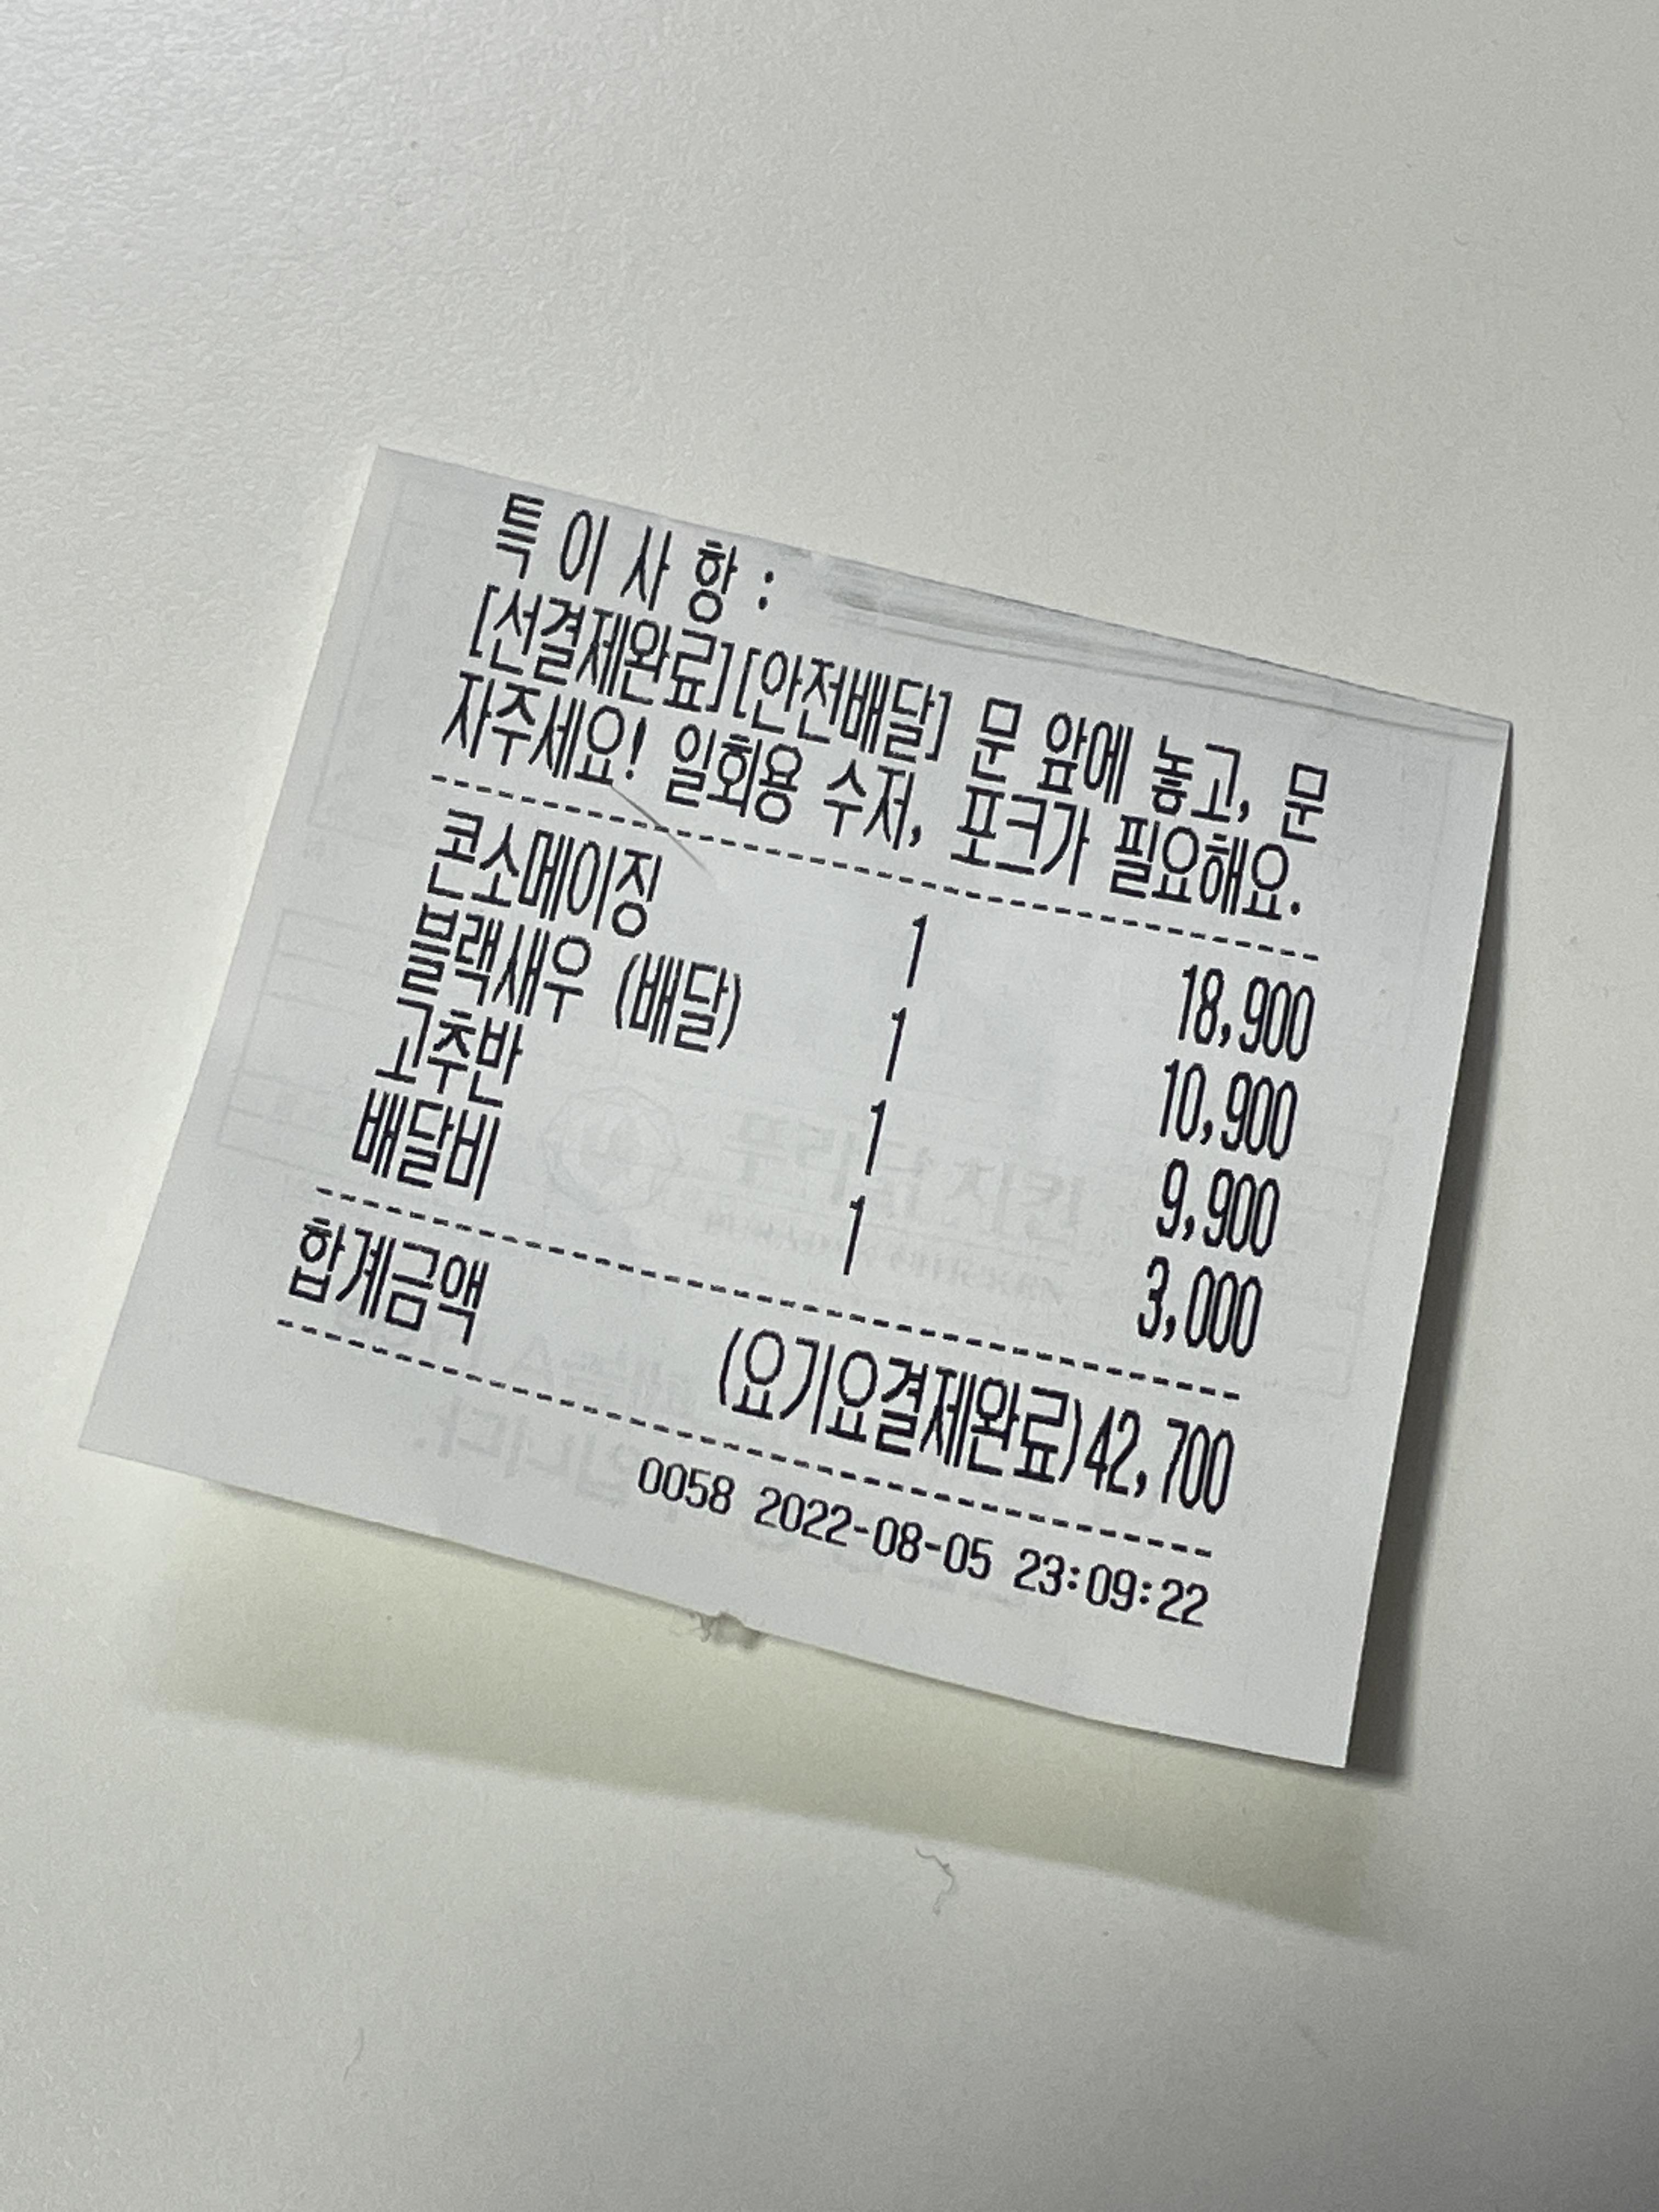 특 이 사 항 :
[선결제완료][안전배달] 문 앞에 놓고, 문
자주세요! 일회용 수저, 포크가 필요해요.
콘소메이징 1 18,900
블랙새우 (배달) 1 10,900
고추반 1 9,900
배달비 1 3,000
합계금액 (요기요결제완료)42,700
0058 2022-08-05 23:09:22